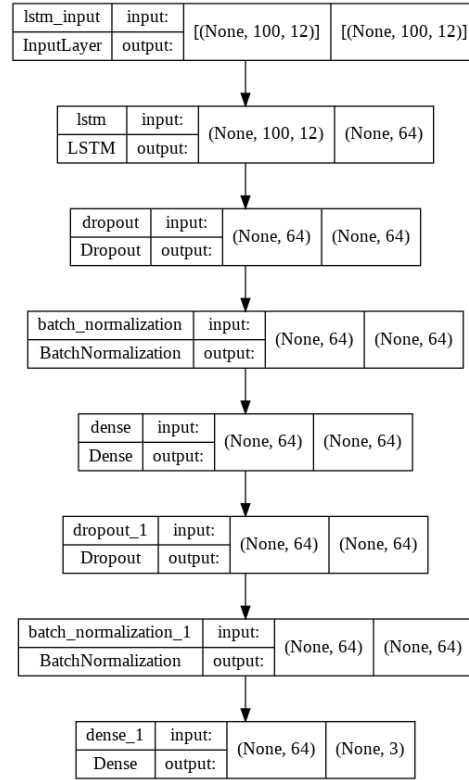 lstm_input input: [(None, 100, 12)] [(None, 100, 12)]
InputLayer output:
lstm input: (None, 100, 12) (None, 64)
LSTM output:
dropout input: (None, 64) (None, 64)
Dropout output:
batch_normalization input: (None, 64) (None, 64)
BatchNormalization output:
dense input: (None, 64) (None, 64)
Dense output:
dropout_1 input: (None, 64) (None, 64)
Dropout output:
batch_normalization_1 input: (None, 64) (None, 64)
BatchNormalization output:
dense_1 input: (None, 64) (None, 3)
Dense output: